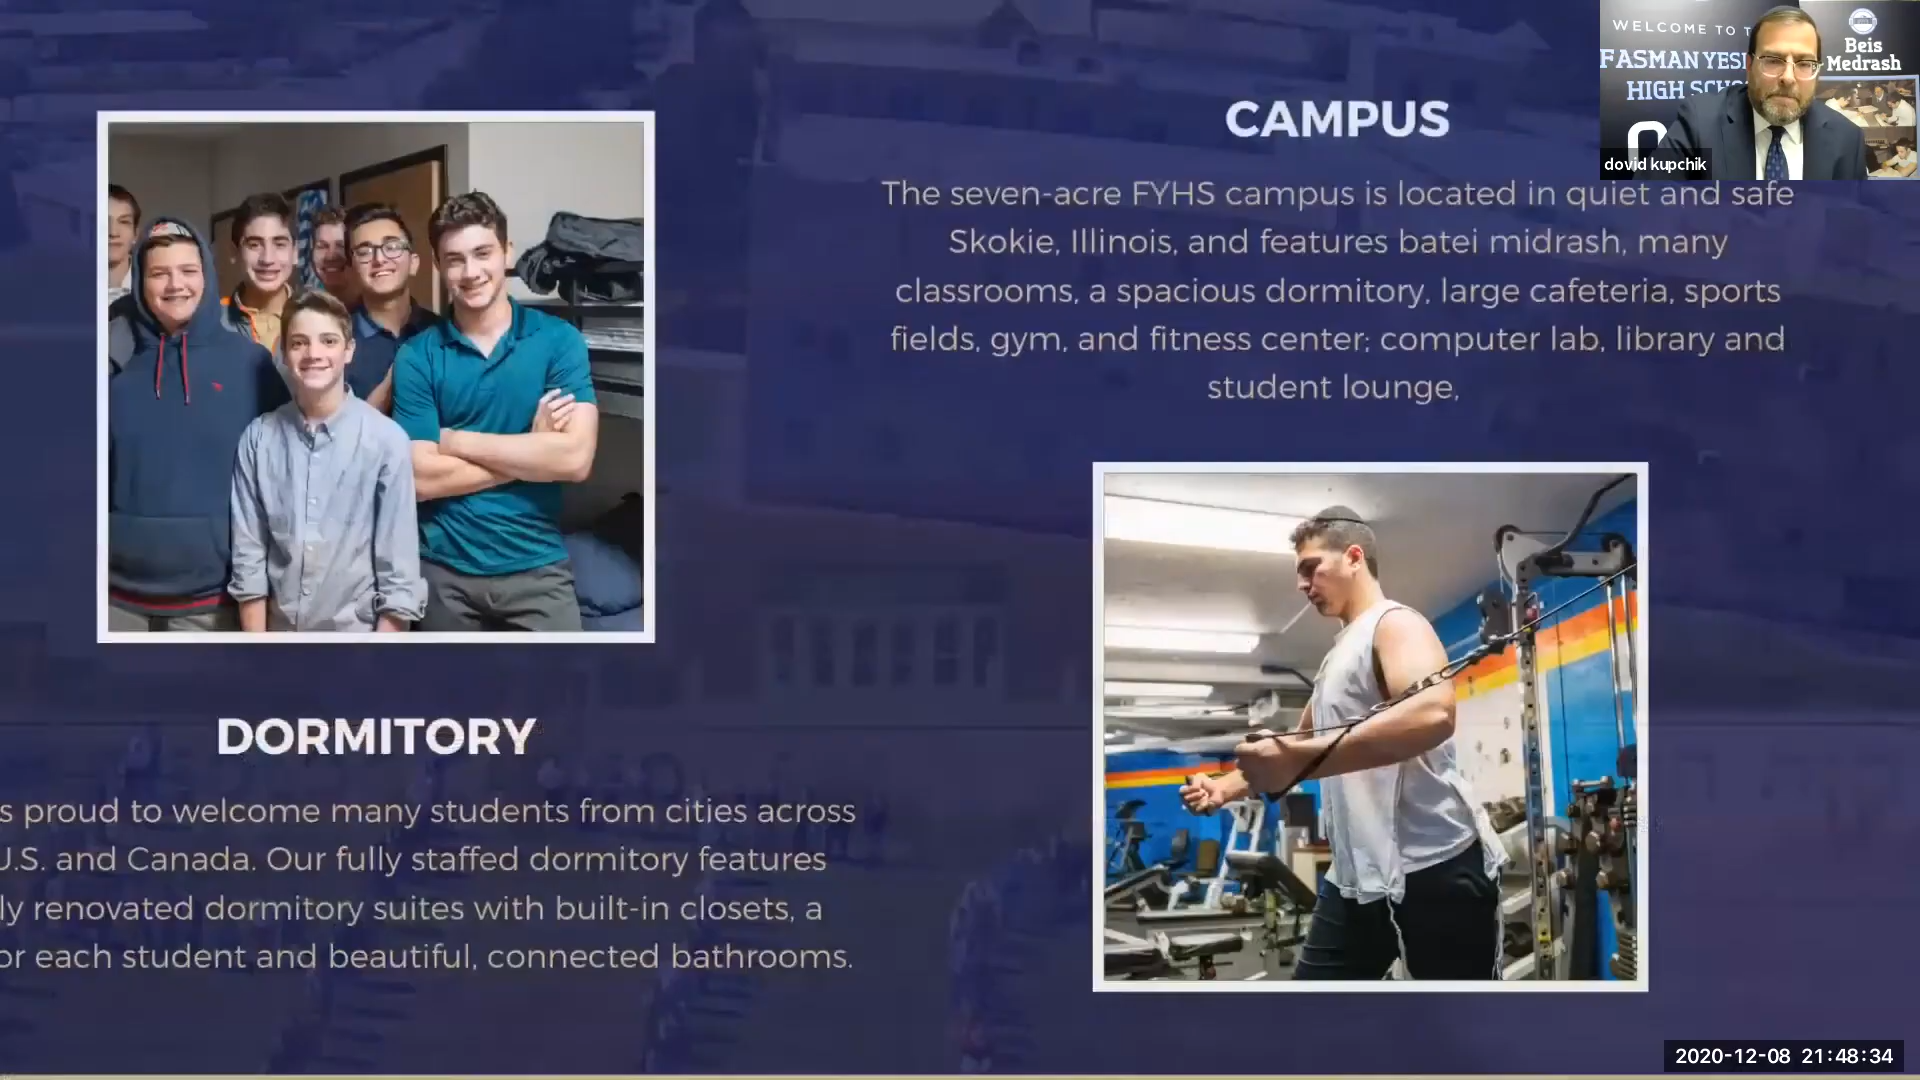 CAMPUS
The seven-acre FYHS campus is located in quiet and safe
Skokie, Illinois, and features batei midrash, many
classrooms, a spacious dormitory, large cafeteria, sports
fields, gym, and fitness center; computer lab, library and
student lounge,
DORMITORY
s proud to welcome many students from cities across
U.S. and Canada. Our fully staffed dormitory features
ly renovated dormitory suites with built-in closets, a
or each student and beautiful, connected bathrooms.
WELCOME TO T
FASMAN YESH
HIGH SCHO
Beis
Medrash
dovid kupchik
2020-12-08 21:48:34